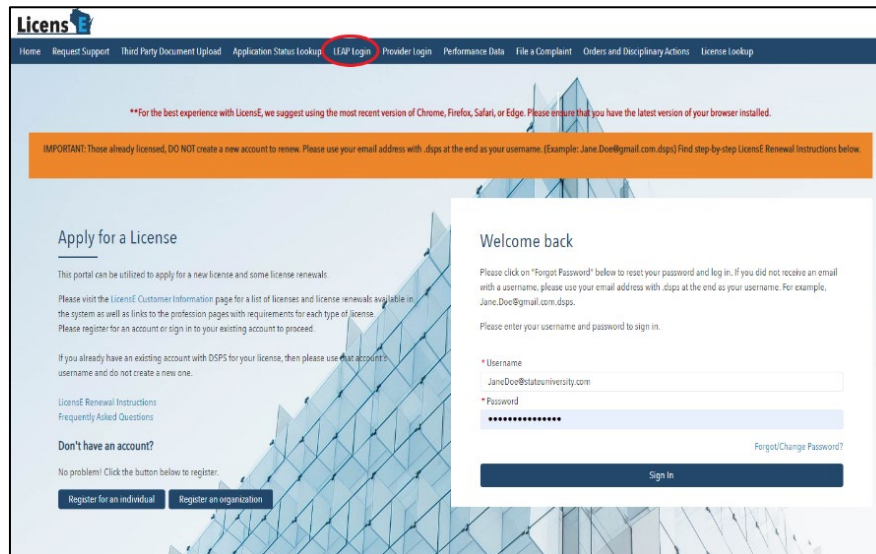 LicensE
Home Request Support Third Party Document Upload Application Status Lookup LEAP Login Provider Login Performance Data File a Complaint Orders and Disciplinary Actions License Lookup
**For the best experience with LicensE, we suggest using the most recent version of Chrome, Firefox, Safari, or Edge. Please ensure that you have the latest version of your browser installed.
IMPORTANT: Those already licensed, DO NOT create a new account to renew. Please use your email address with .dsps at the end as your username. (Example: Jane.Doe@gmail.com.dsps) Find step-by-step LicensE Renewal Instructions below.
Apply for a License
This portal can be utilized to apply for a new license and some license renewals.
Please visit the LicensE Customer Information page for a list of licenses and license renewals available in
the system as well as links to the profession pages with requirements for each type of license.
Please register for an account or sign in to your existing account to proceed.
If you already have an existing account with DSPS for your license, then please use that account's
username and do not create a new one.
LicensE Renewal Instructions
Frequently Asked Questions
Don't have an account?
No problem! Click the button below to register.
Register for an individual Register an organization
Welcome back
Please click on "Forgot Password" below to reset your password and log in. If you did not receive an email
with a username, please use your email address with .dsps at the end as your username. For example,
Jane.Doe@gmail.com.dsps.
Please enter your username and password to sign in.
* Username
JaneDoe@stateuniversity.com
* Password
•••••••••••••••
Forgot/Change Password?
Sign In